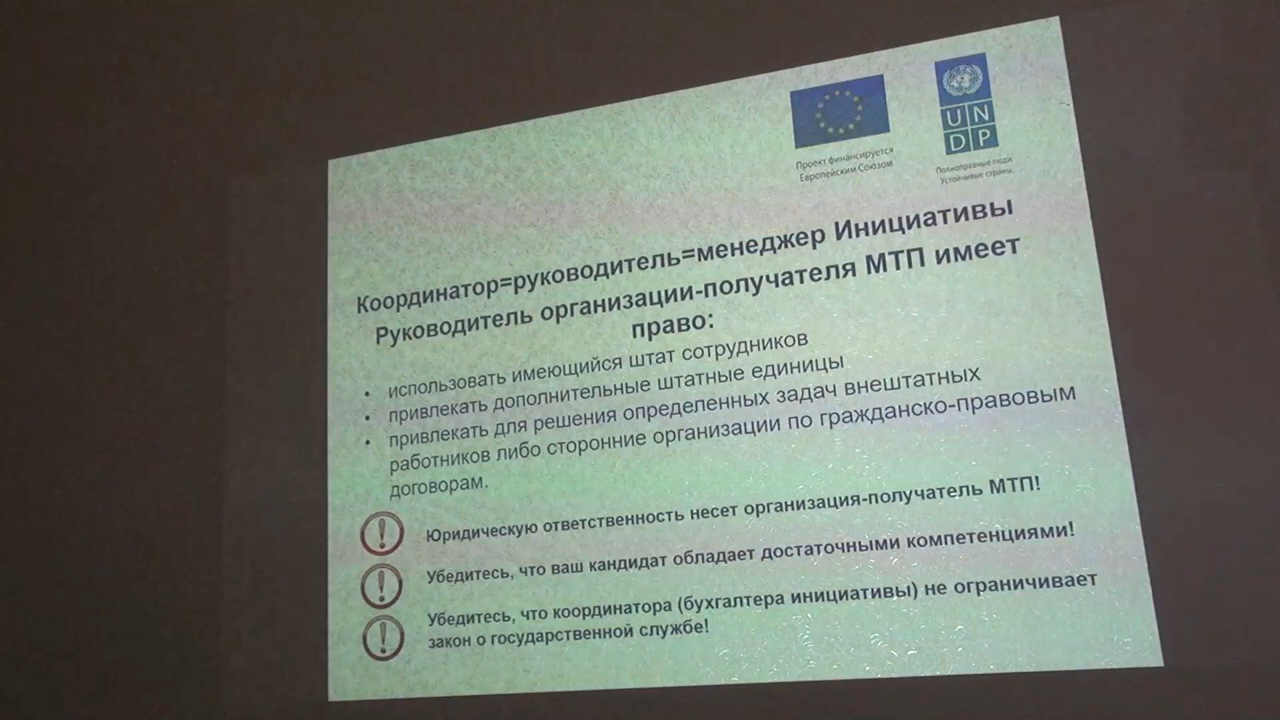 UN
DP
Проект финансируется
Европейским Союзом
Полноправные люди.
Устойчивые страны.
Координатор=руководитель=менеджер Инициативы
Руководитель организации-получателя МТП имеет
право:
• использовать имеющийся штат сотрудников
• привлекать дополнительные штатные единицы
• привлекать для решения определенных задач внештатных
работников либо сторонние организации по гражданско-правовым
договорам.
Юридическую ответственность несет организация-получатель МТП!
Убедитесь, что ваш кандидат обладает достаточными компетенциями!
Убедитесь, что координатора (бухгалтера инициативы) не ограничивает
закон о государственной службе!